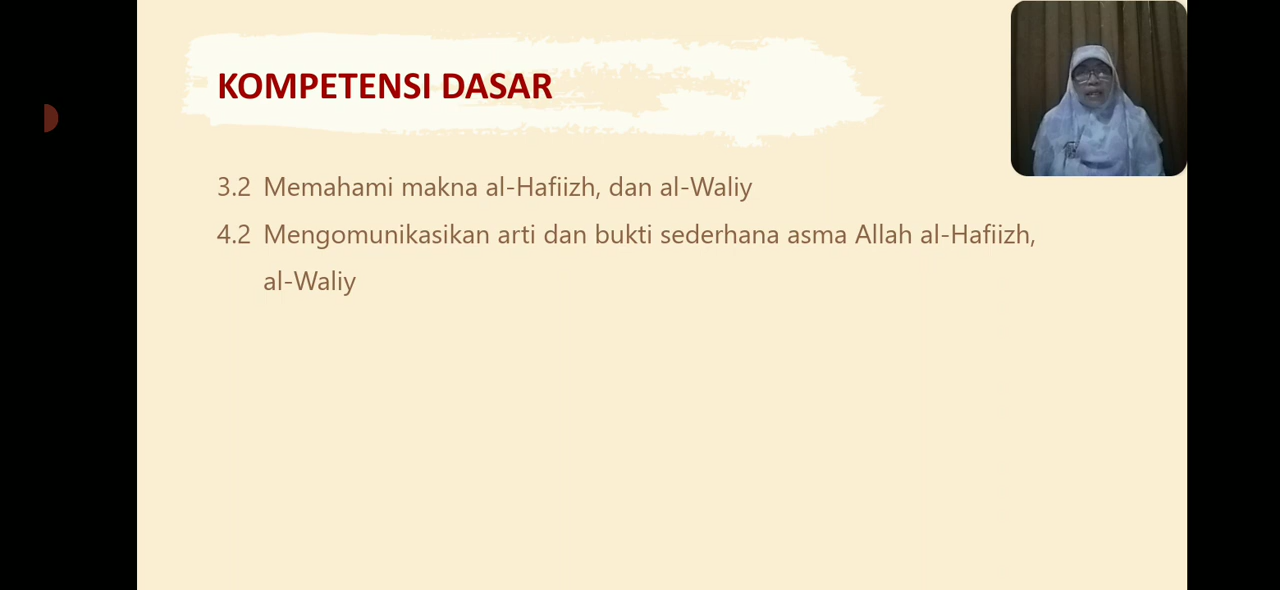 KOMPETENSI DASAR
3.2 Memahami makna al-Hafiizh, dan al-Waliy
4.2 Mengomunikasikan arti dan bukti sederhana asma Allah al-Hafiizh,
al-Waliy